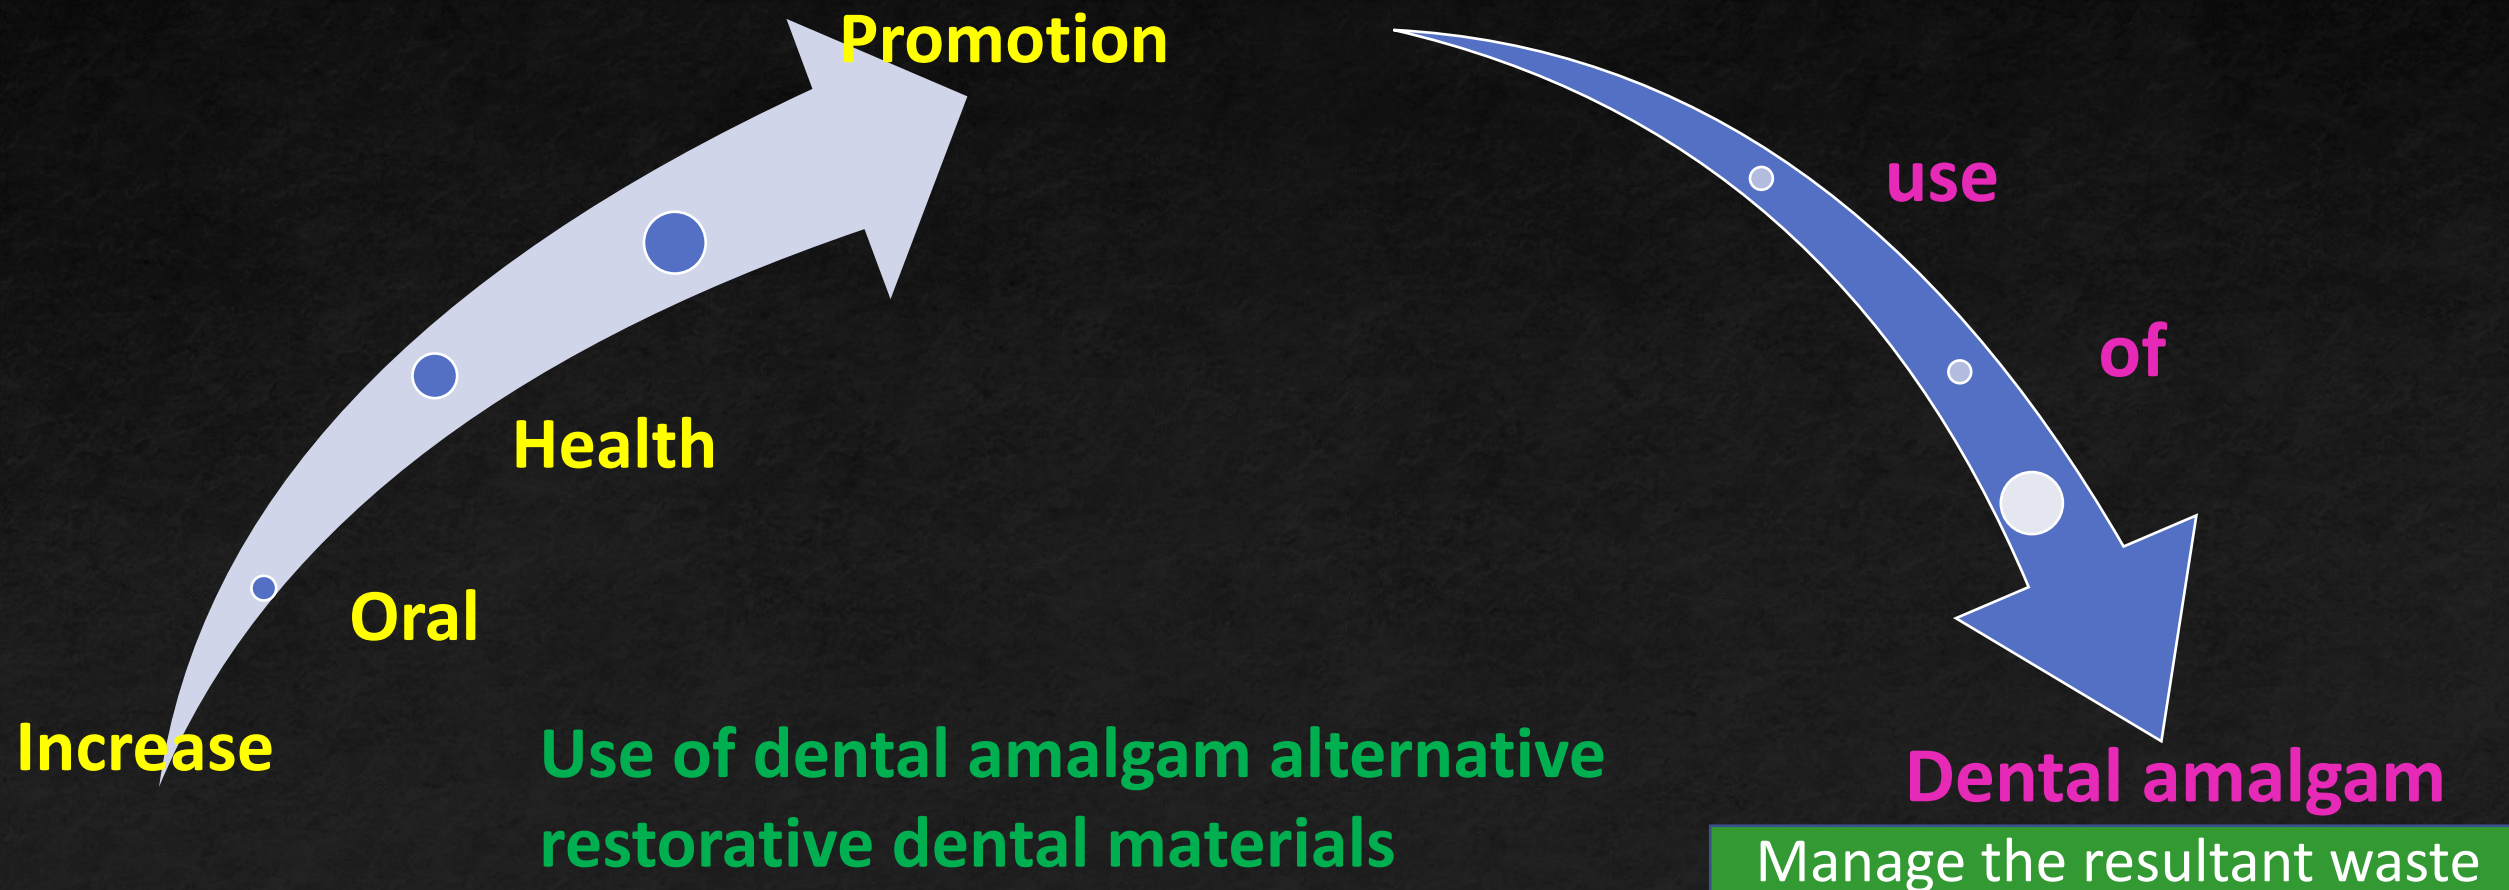 Increase
Oral
Health
Promotion
use
of
Dental amalgam
Use of dental amalgam alternative
restorative dental materials
Manage the resultant waste